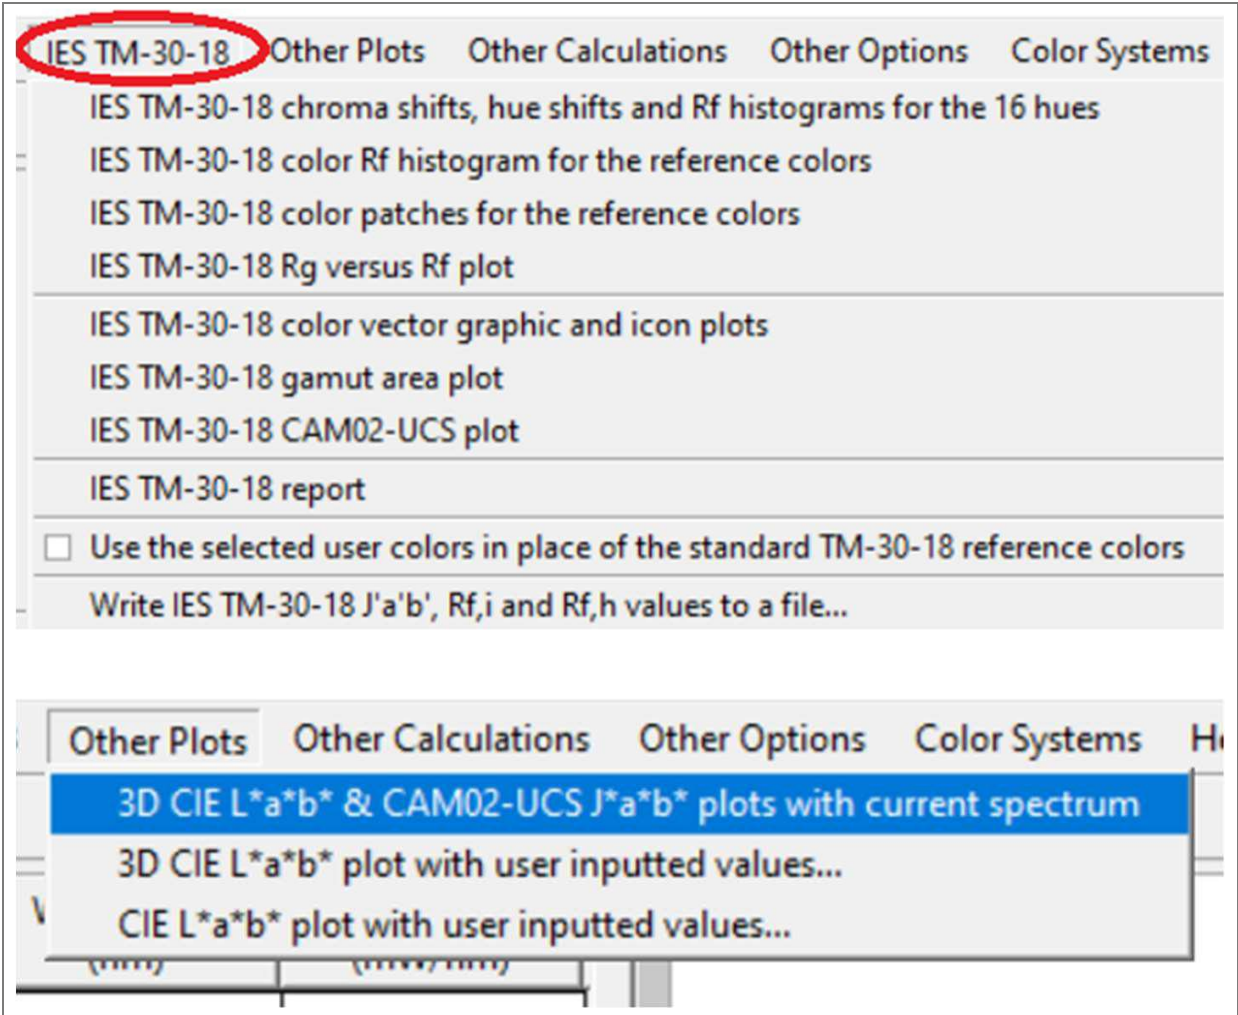 IES TM-30-18 Other Plots Other Calculations Other Options Color Systems
IES TM-30-18 chroma shifts, hue shifts and Rf histograms for the 16 hues
IES TM-30-18 color Rf histogram for the reference colors
IES TM-30-18 color patches for the reference colors
IES TM-30-18 Rg versus Rf plot
IES TM-30-18 color vector graphic and icon plots
IES TM-30-18 gamut area plot
IES TM-30-18 CAM02-UCS plot
IES TM-30-18 report
Use the selected user colors in place of the standard TM-30-18 reference colors
Write IES TM-30-18 J'a'b', Rf,i and Rf,h values to a file...
Other Plots Other Calculations Other Options Color Systems
3D CIE L*a*b* & CAM02-UCS J*a*b* plots with current spectrum
3D CIE L*a*b* plot with user inputted values...
CIE L*a*b* plot with user inputted values...